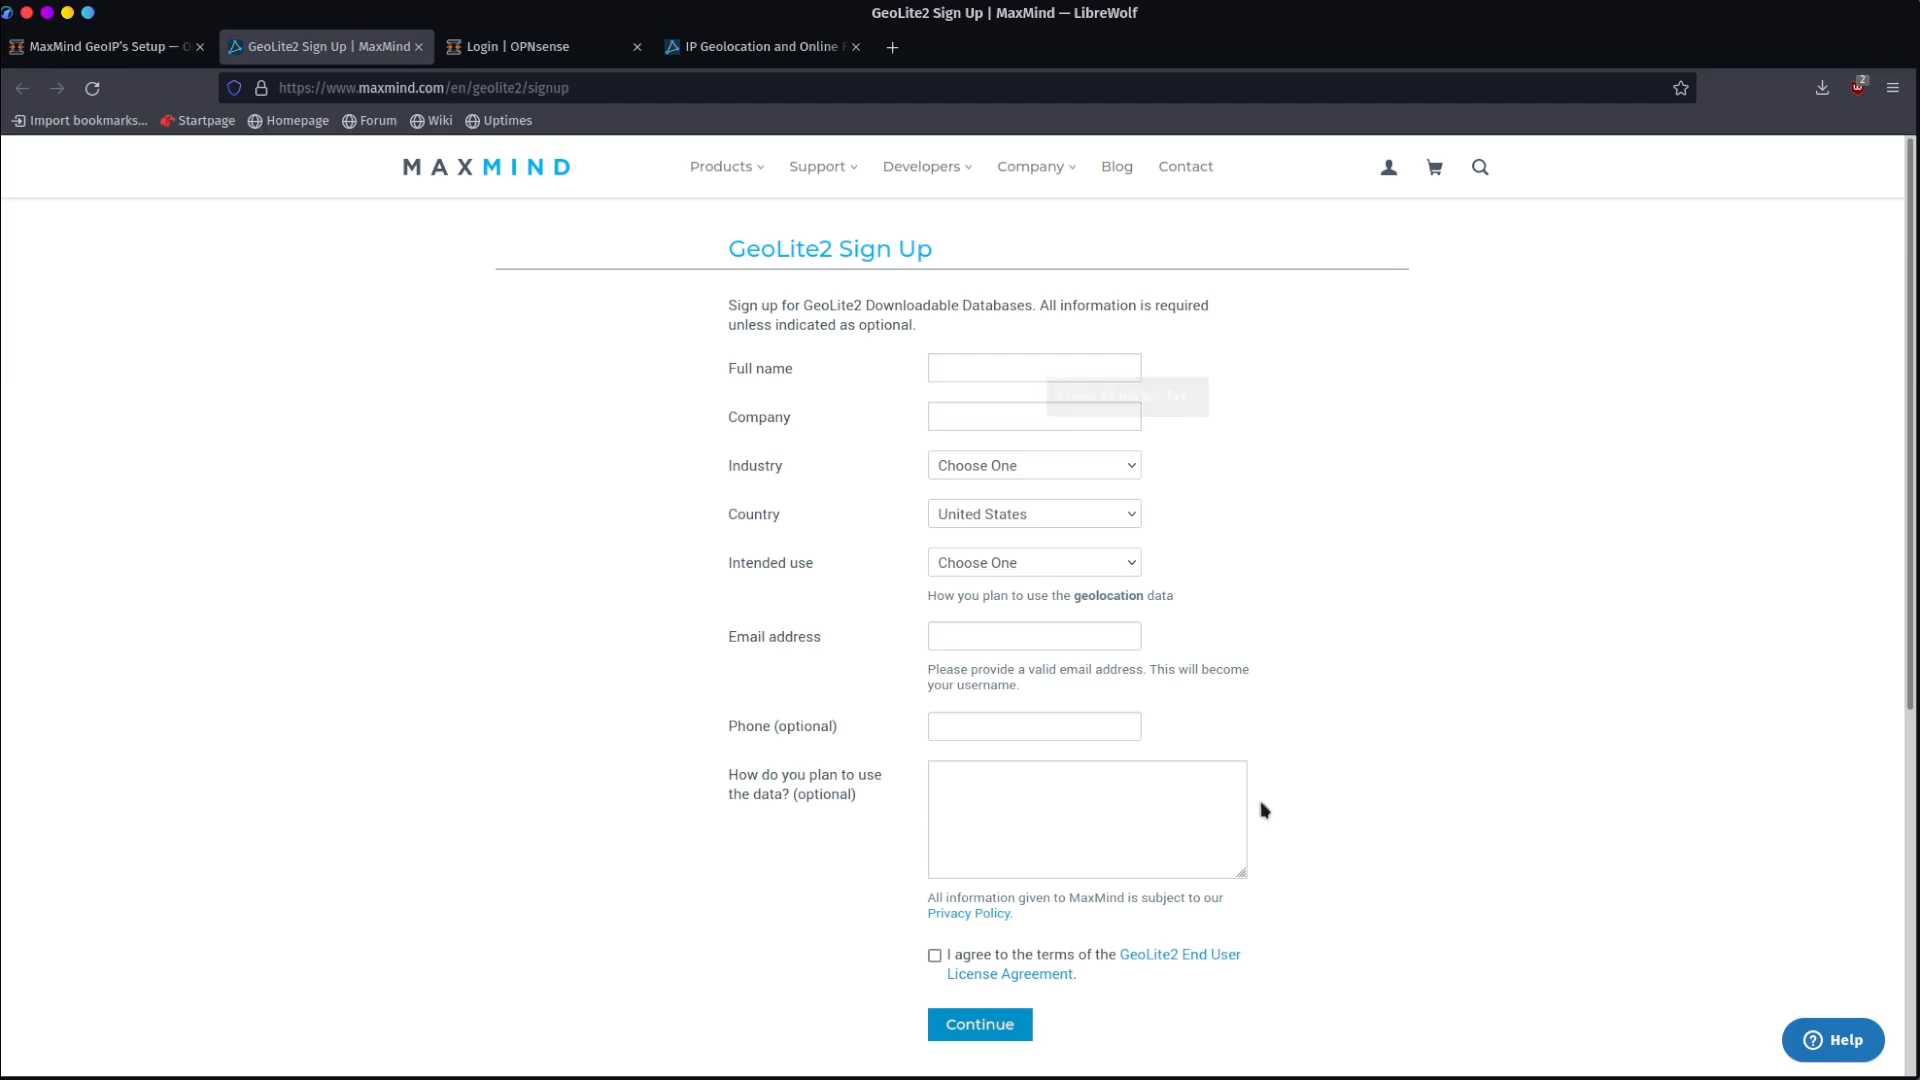 GeoLite2 Sign Up | MaxMind — LibreWolf
MaxMind GeoIP's Setup — O
GeoLite2 Sign Up | MaxMind
Login | OPNsense
IP Geolocation and Online F
https://www.maxmind.com/en/geolite2/signup
2
Import bookmarks...
Startpage
Homepage
Forum
Wiki
Uptimes
MAXMIND
Products
Support
Developers
Company
Blog
Contact
GeoLite2 Sign Up
Sign up for GeoLite2 Downloadable Databases. All information is required
unless indicated as optional.
Full name
Company
Industry
Choose One
Country
United States
Intended use
Choose One
How you plan to use the geolocation data
Email address
Please provide a valid email address. This will become
your username.
Phone (optional)
How do you plan to use
the data? (optional)
All information given to MaxMind is subject to our
Privacy Policy.
I agree to the terms of the GeoLite2 End User
License Agreement.
Continue
Help